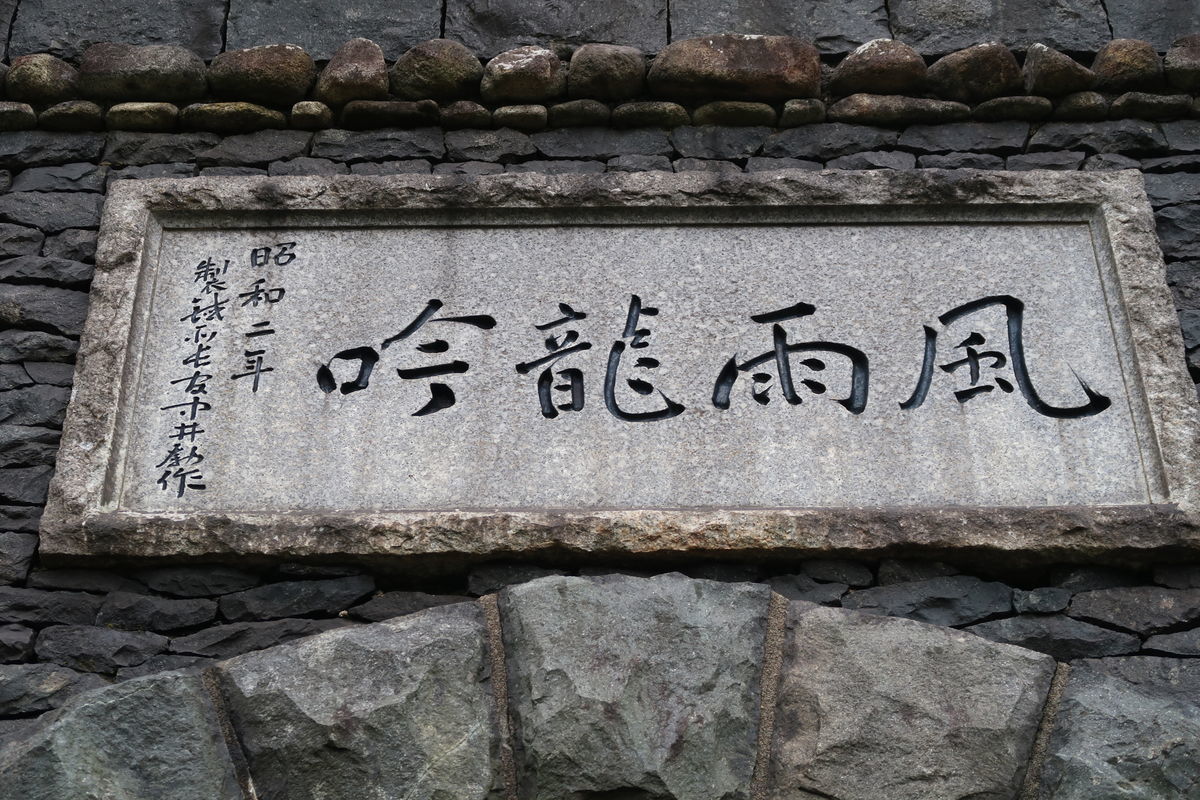 風雨龍吟
昭和二年
製鐵所長官中井勵作